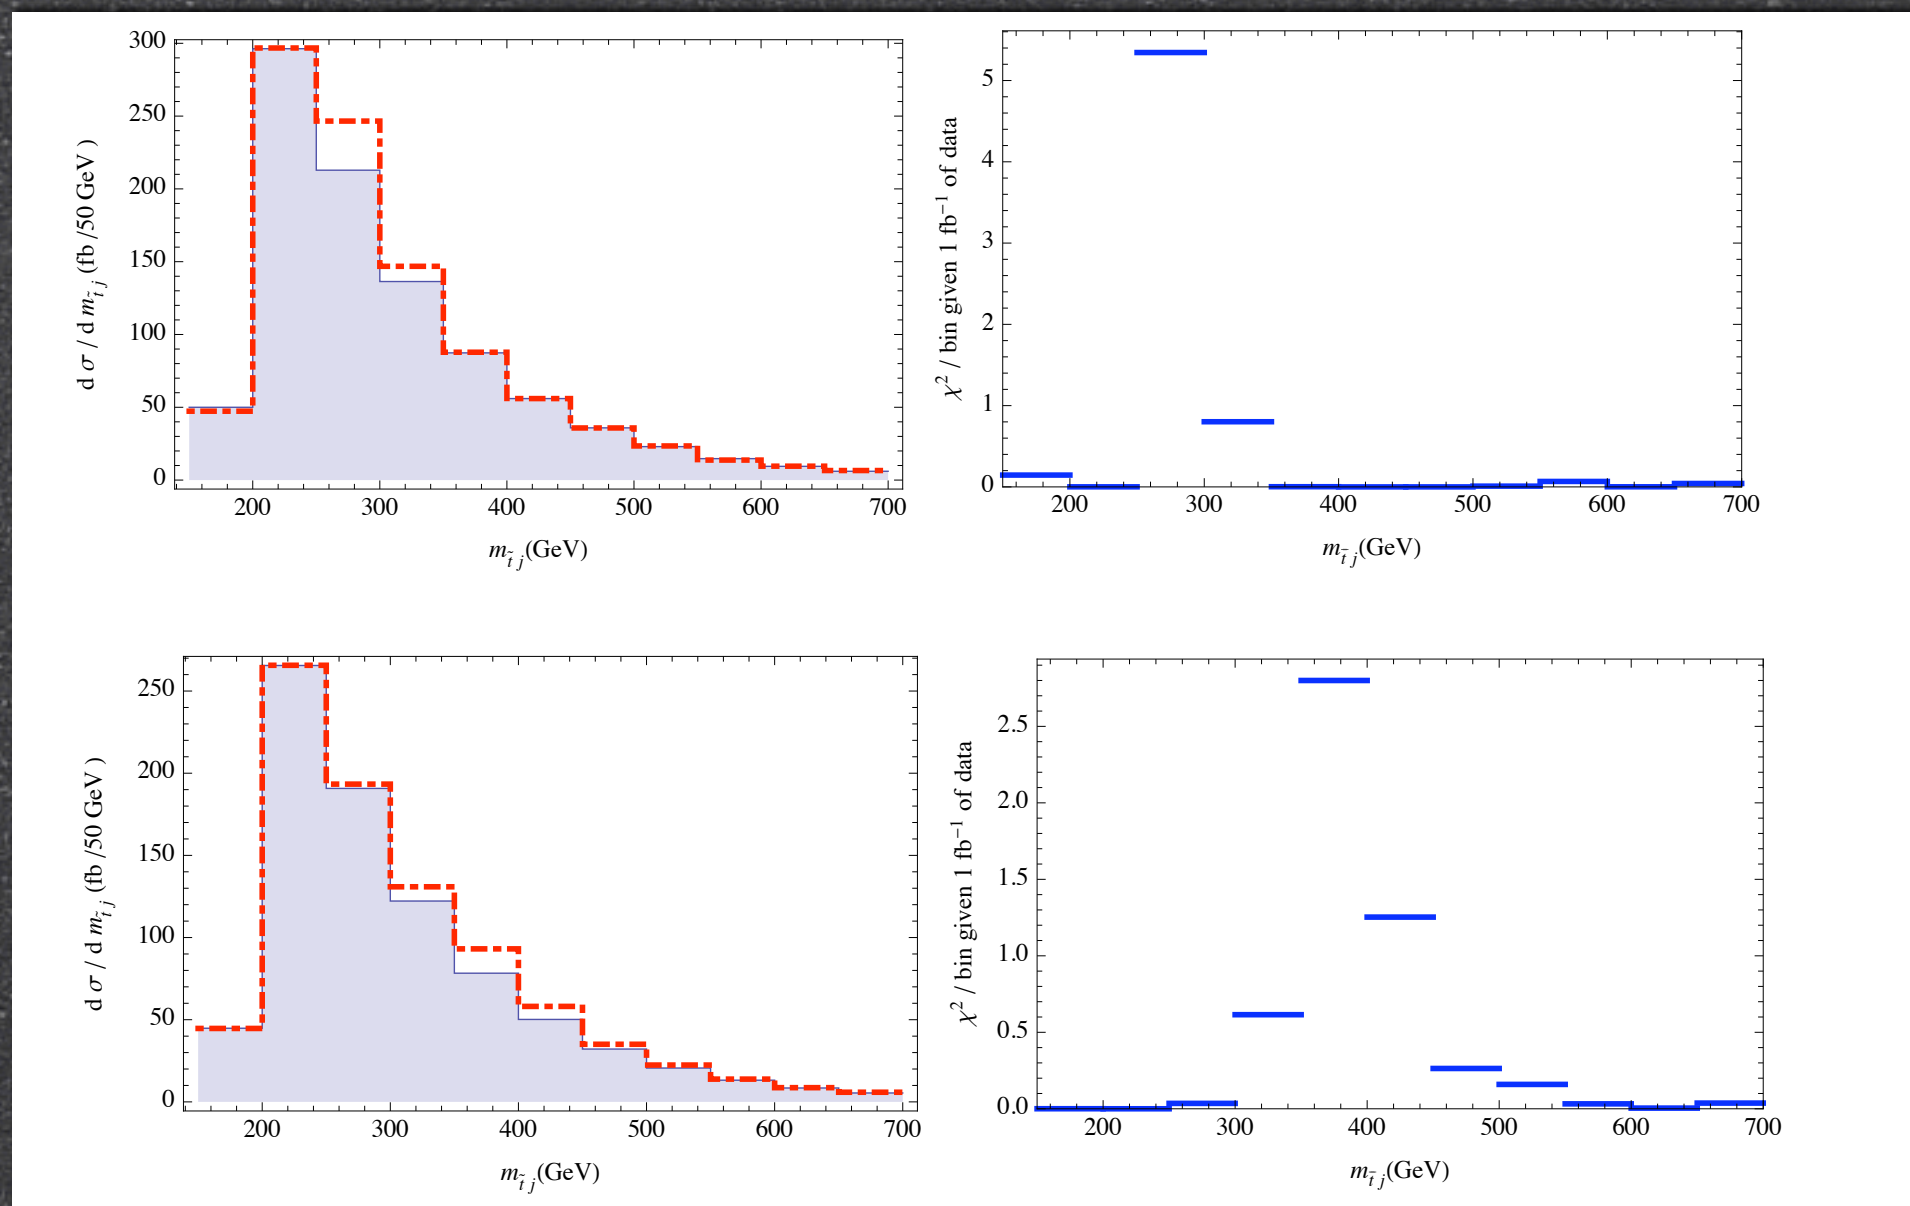 300
250
200
150
100
50
0
200 300 400 500 600 700
d σ / d m_{t̃ j} (fb /50 GeV )
m_{t̃ j}(GeV)
5
4
3
2
1
0
200 300 400 500 600 700
χ² / bin given 1 fb⁻¹ of data
m_{t̄ j}(GeV)
250
200
150
100
50
0
200 300 400 500 600 700
d σ / d m_{t̃ j} (fb /50 GeV )
m_{t̃ j}(GeV)
2.5
2.0
1.5
1.0
0.5
0.0
200 300 400 500 600 700
χ² / bin given 1 fb⁻¹ of data
m_{t̄ j}(GeV)